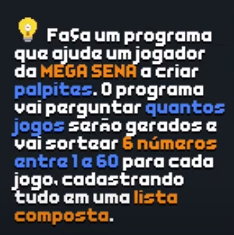 Faça um programa
que ajude um jogador
da MEGA SENA a criar
palpites. O programa
vai perguntar quantos
jogos serão gerados e
vai sortear 6 números
entre 1 e 60 para cada
jogo, cadastrando
tudo em uma lista
composta.